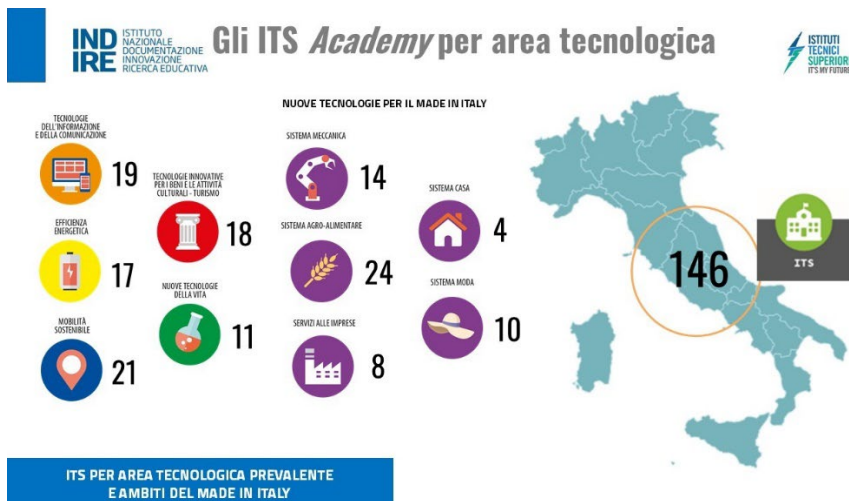 IND
IRE
ISTITUTO
NAZIONALE
DOCUMENTAZIONE
INNOVAZIONE
RICERCA EDUCATIVA
Gli ITS Academy per area tecnologica
ISTITUTI
TECNICI
SUPERIORI
IT'S MY FUTURE
NUOVE TECNOLOGIE PER IL MADE IN ITALY
TECNOLOGIE
DELL'INFORMAZIONE
E DELLA COMUNICAZIONE
19
EFFICIENZA
ENERGETICA
17
MOBILITÀ
SOSTENIBILE
21
TECNOLOGIE INNOVATIVE
PER I BENI E LE ATTIVITÀ
CULTURALI - TURISMO
18
NUOVE TECNOLOGIE
DELLA VITA
11
SISTEMA MECCANICA
14
SISTEMA AGRO-ALIMENTARE
24
SERVIZI ALLE IMPRESE
8
SISTEMA CASA
4
SISTEMA MODA
10
146
ITS
ITS PER AREA TECNOLOGICA PREVALENTE
E AMBITI DEL MADE IN ITALY